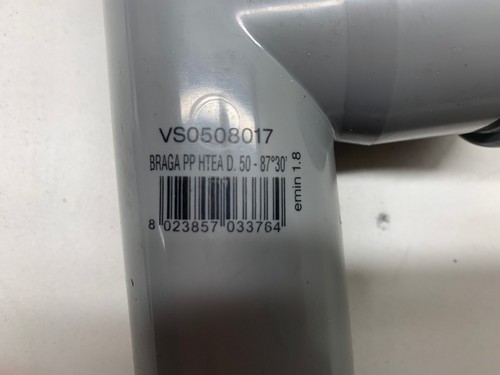 VS0508017
BRAGA PP HTEA D. 50 - 87°30'
emin 1.8
8 023857 033764